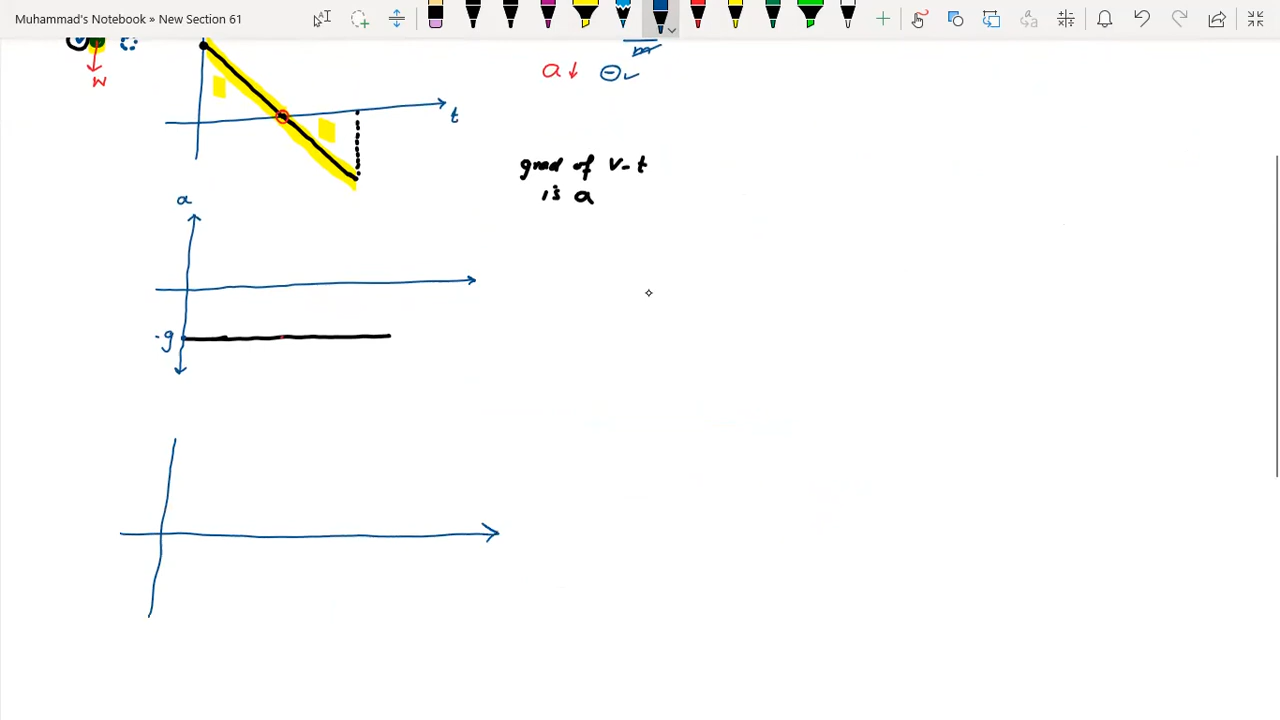 Muhammad's Notebook » New Section 61
W
a↓ ⊖✓
t
grad of v-t
is a
a
-g